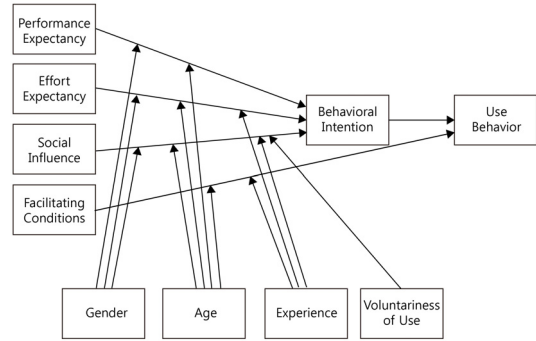 Performance
Expectancy
Effort
Expectancy
Social
Influence
Facilitating
Conditions
Behavioral
Intention
Use
Behavior
Gender
Age
Experience
Voluntariness
of Use